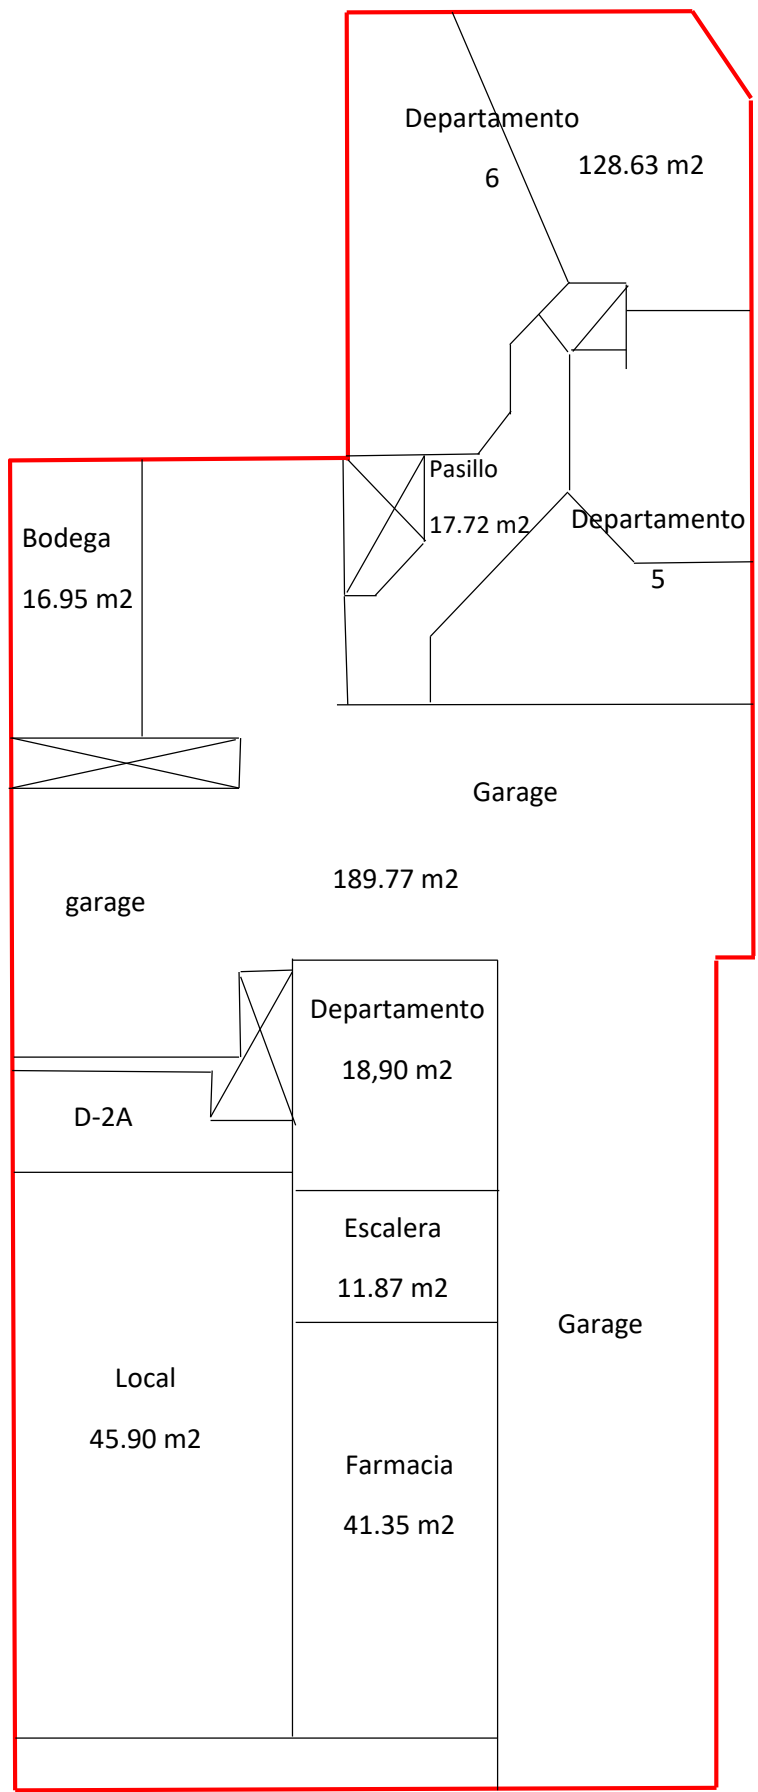 Departamento
6
128.63 m2
Pasillo
17.72 m2
Departamento
5
Bodega
16.95 m2
Garage
189.77 m2
garage
Departamento
18,90 m2
D-2A
Escalera
11.87 m2
Garage
Local
45.90 m2
Farmacia
41.35 m2